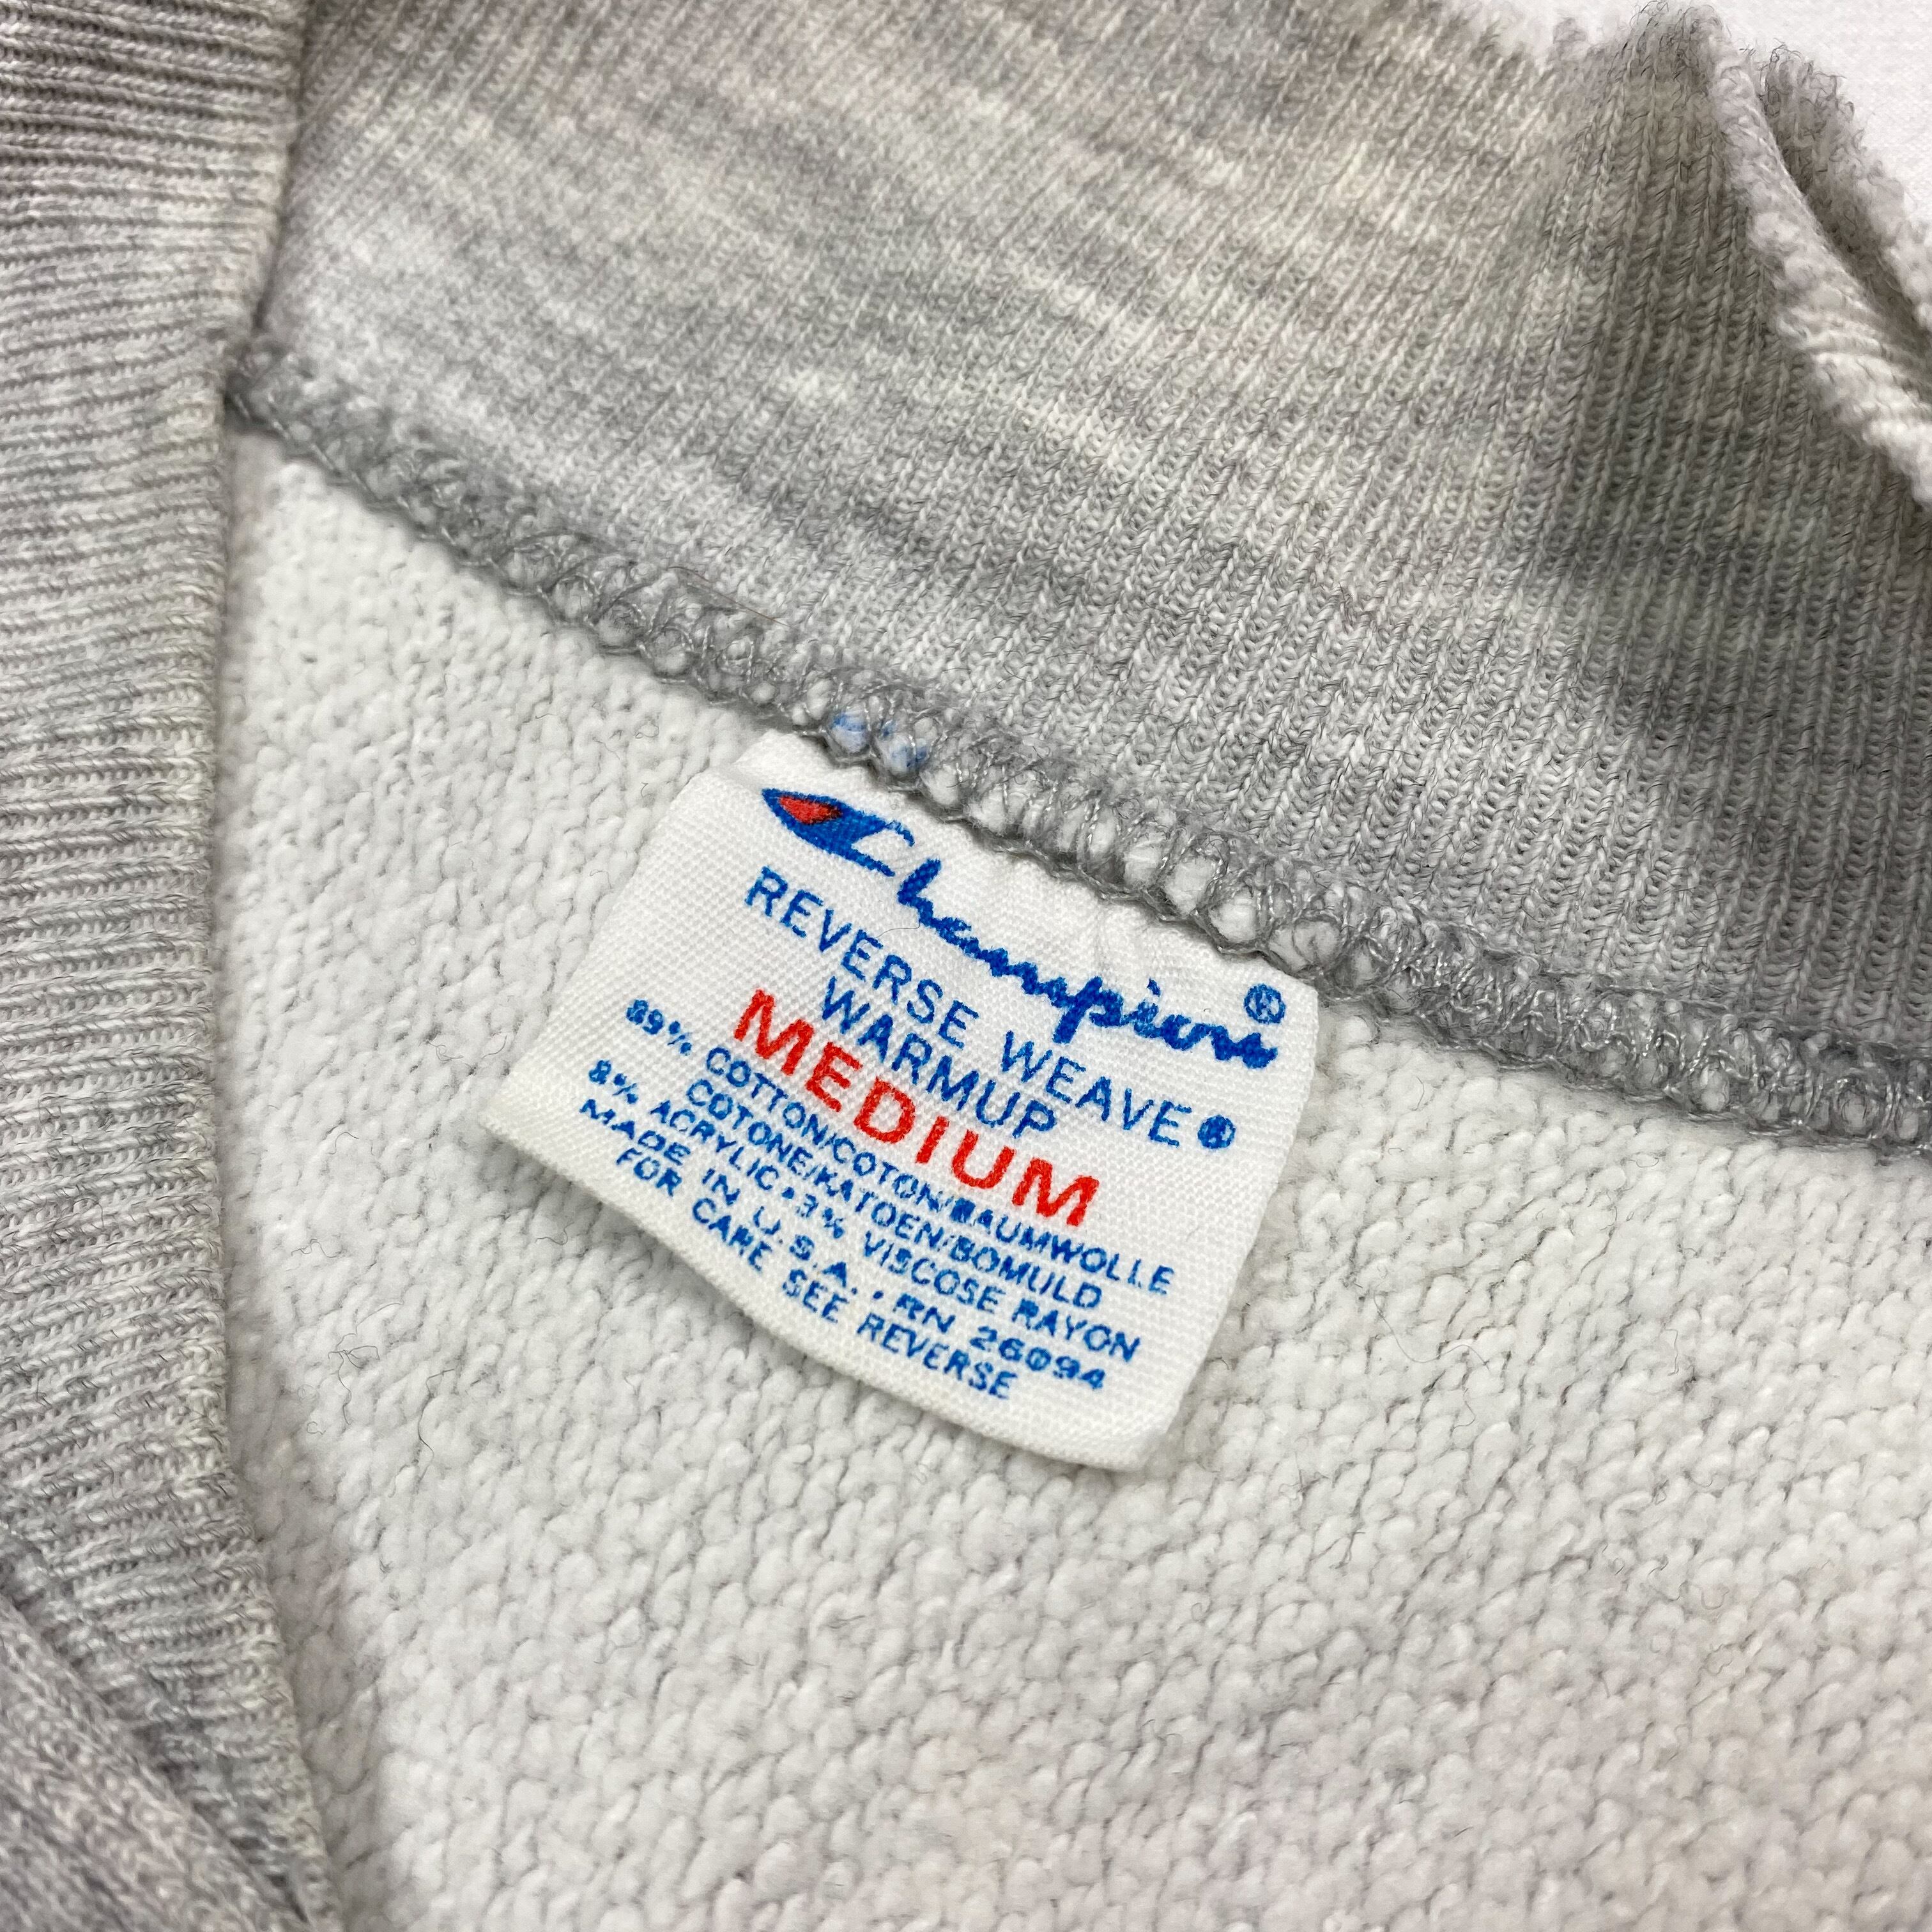 Champion®
REVERSE WEAVE®
WARMUP
MEDIUM
89% COTTON/COTON/BAUMWOLLE
COTONE/KATOEN/BOMULD
8% ACRYLIC•3% VISCOSE RAYON
MADE IN U.S.A. • RN 26094
FOR CARE SEE REVERSE